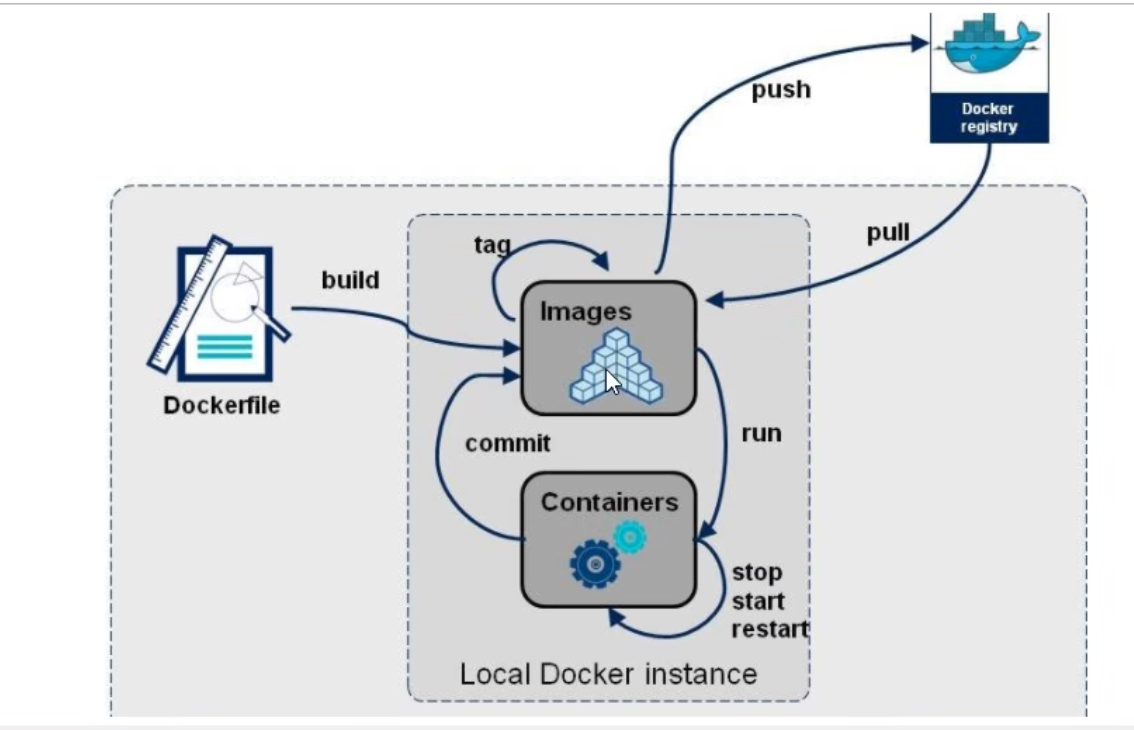 push
Docker
registry
pull
tag
build
Images
Dockerfile
commit
run
Containers
stop
start
restart
Local Docker instance